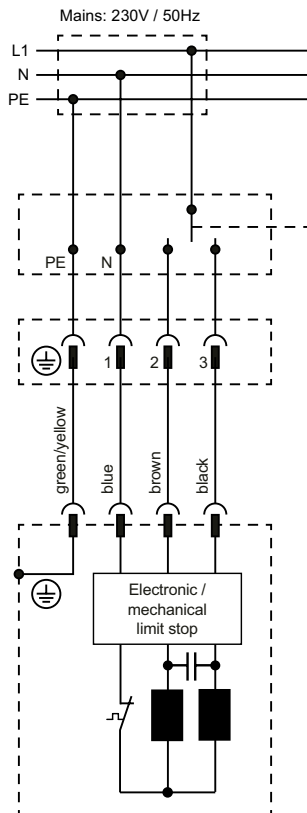 Mains: 230V / 50Hz
L1
N
PE
PE N
1 2 3
green/yellow
blue
brown
black
Electronic /
mechanical
limit stop